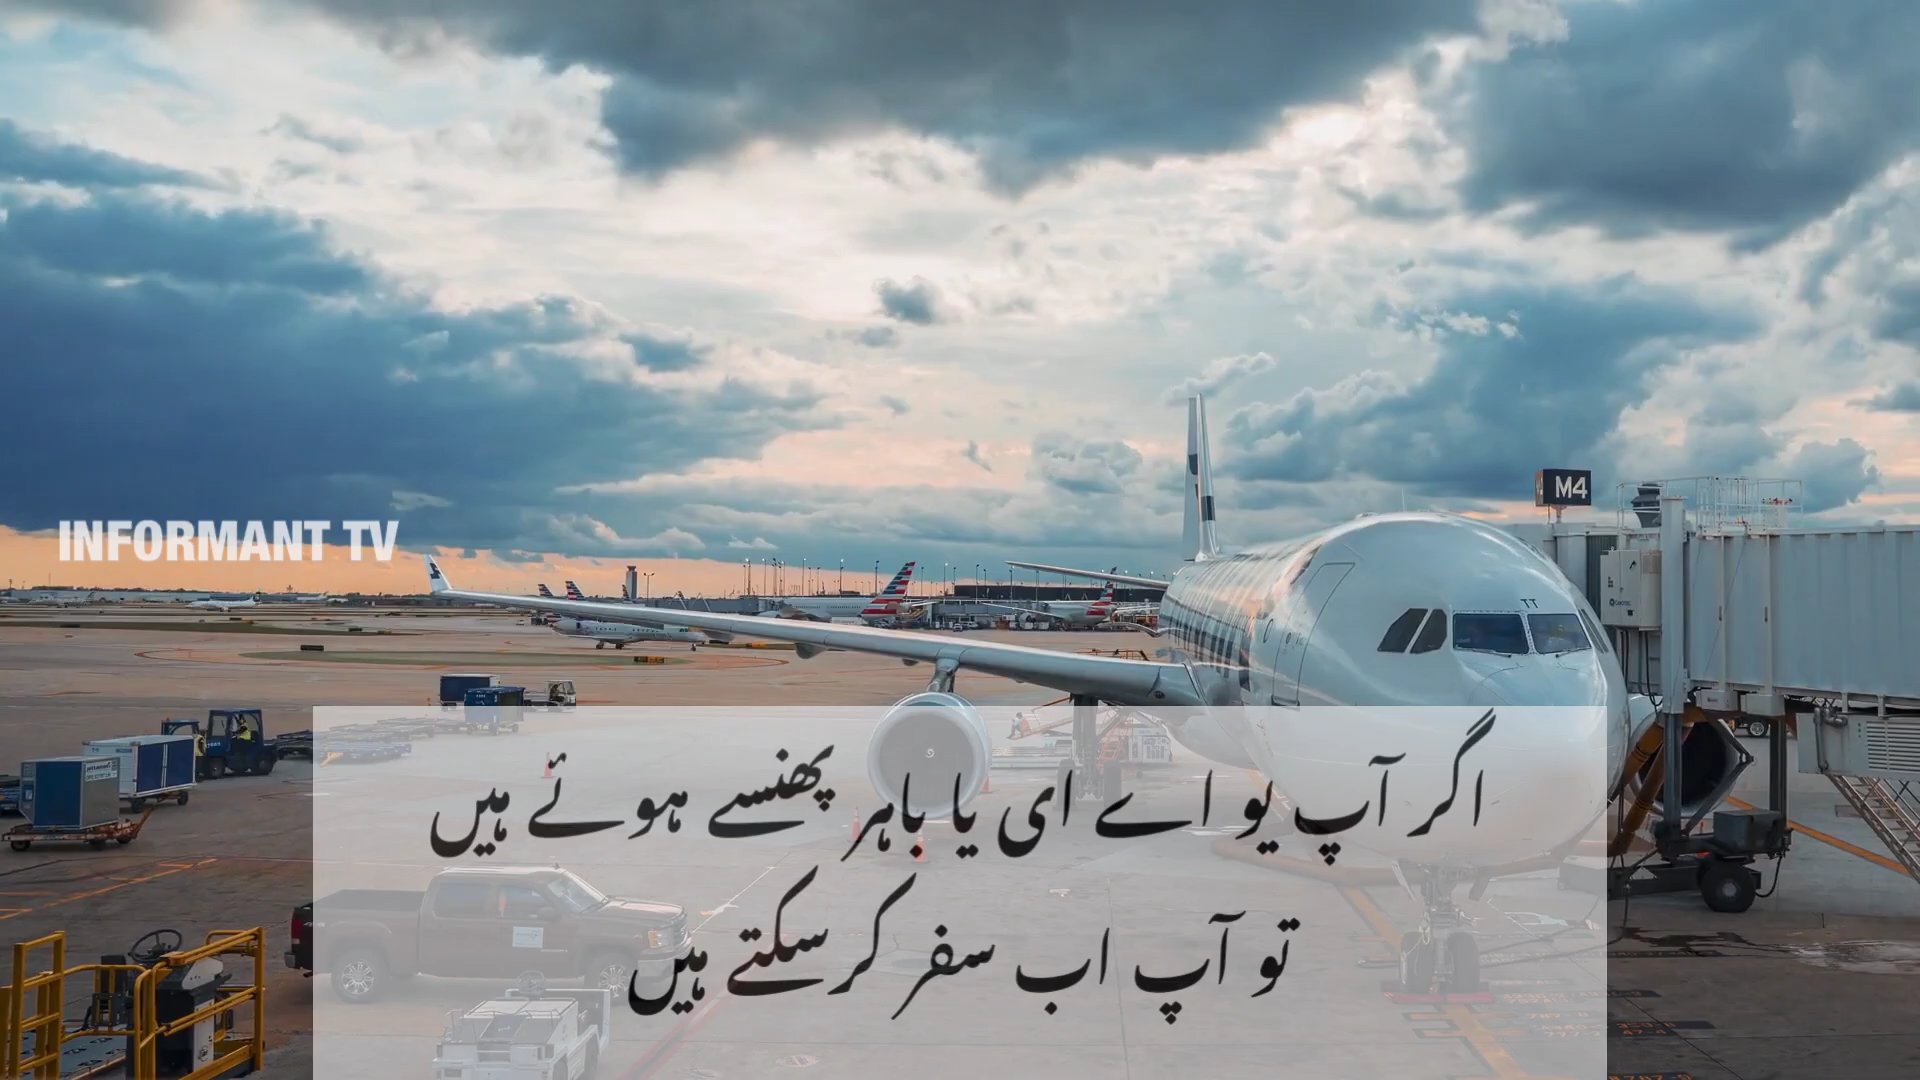 M4
INFORMANT TV
TT
اگر آپ یو اے ای یا باہر پھنسے ہوئے ہیں
تو آپ اب سفر کر سکتے ہیں